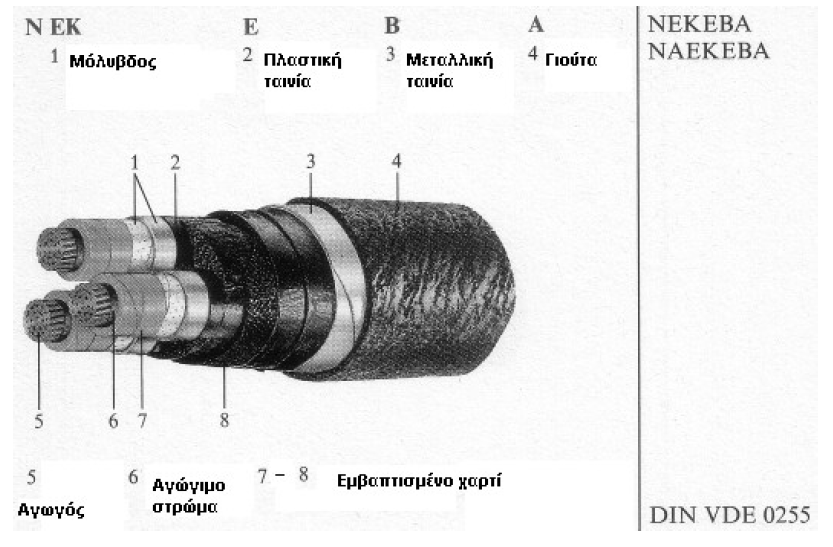 N EK E B A
1 Μόλυβδος 2 Πλαστική ταινία 3 Μεταλλική ταινία 4 Γιούτα
NEKEBA
NAEKEBA
1 2 3 4
5 6 7 8
5 Αγωγός 6 Αγώγιμο στρώμα 7 - 8 Εμβαπτισμένο χαρτί
DIN VDE 0255